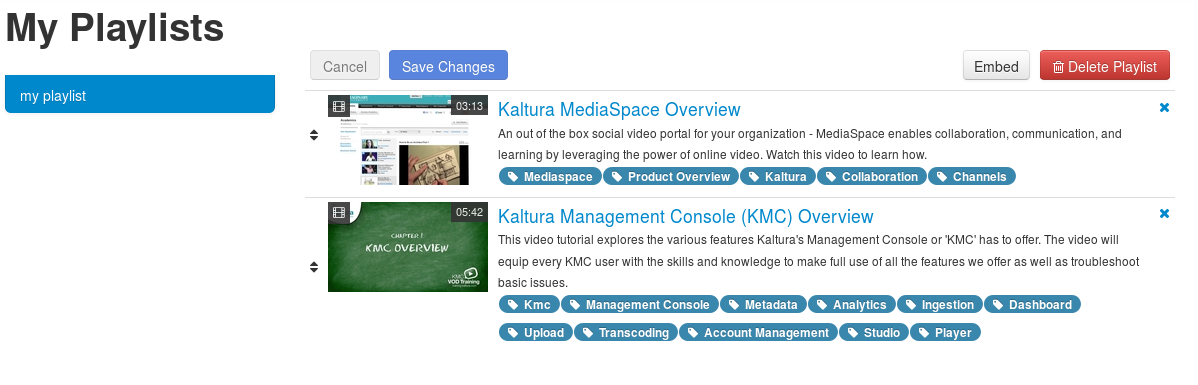 My Playlists
Cancel
Save Changes
Embed
Delete Playlist
my playlist
03:13
Kaltura MediaSpace Overview
An out of the box social video portal for your organization - MediaSpace enables collaboration, communication, and
learning by leveraging the power of online video. Watch this video to learn how.
Mediaspace Product Overview Kaltura Collaboration Channels
05:42
CHAPTER 1
KMC OVERVIEW
KMC
VOD Training
Kaltura Management Console (KMC) Overview
This video tutorial explores the various features Kaltura's Management Console or 'KMC' has to offer. The video will
equip every KMC user with the skills and knowledge to make full use of all the features we offer as well as troubleshoot
basic issues.
Kmc Management Console Metadata Analytics Ingestion Dashboard
Upload Transcoding Account Management Studio Player